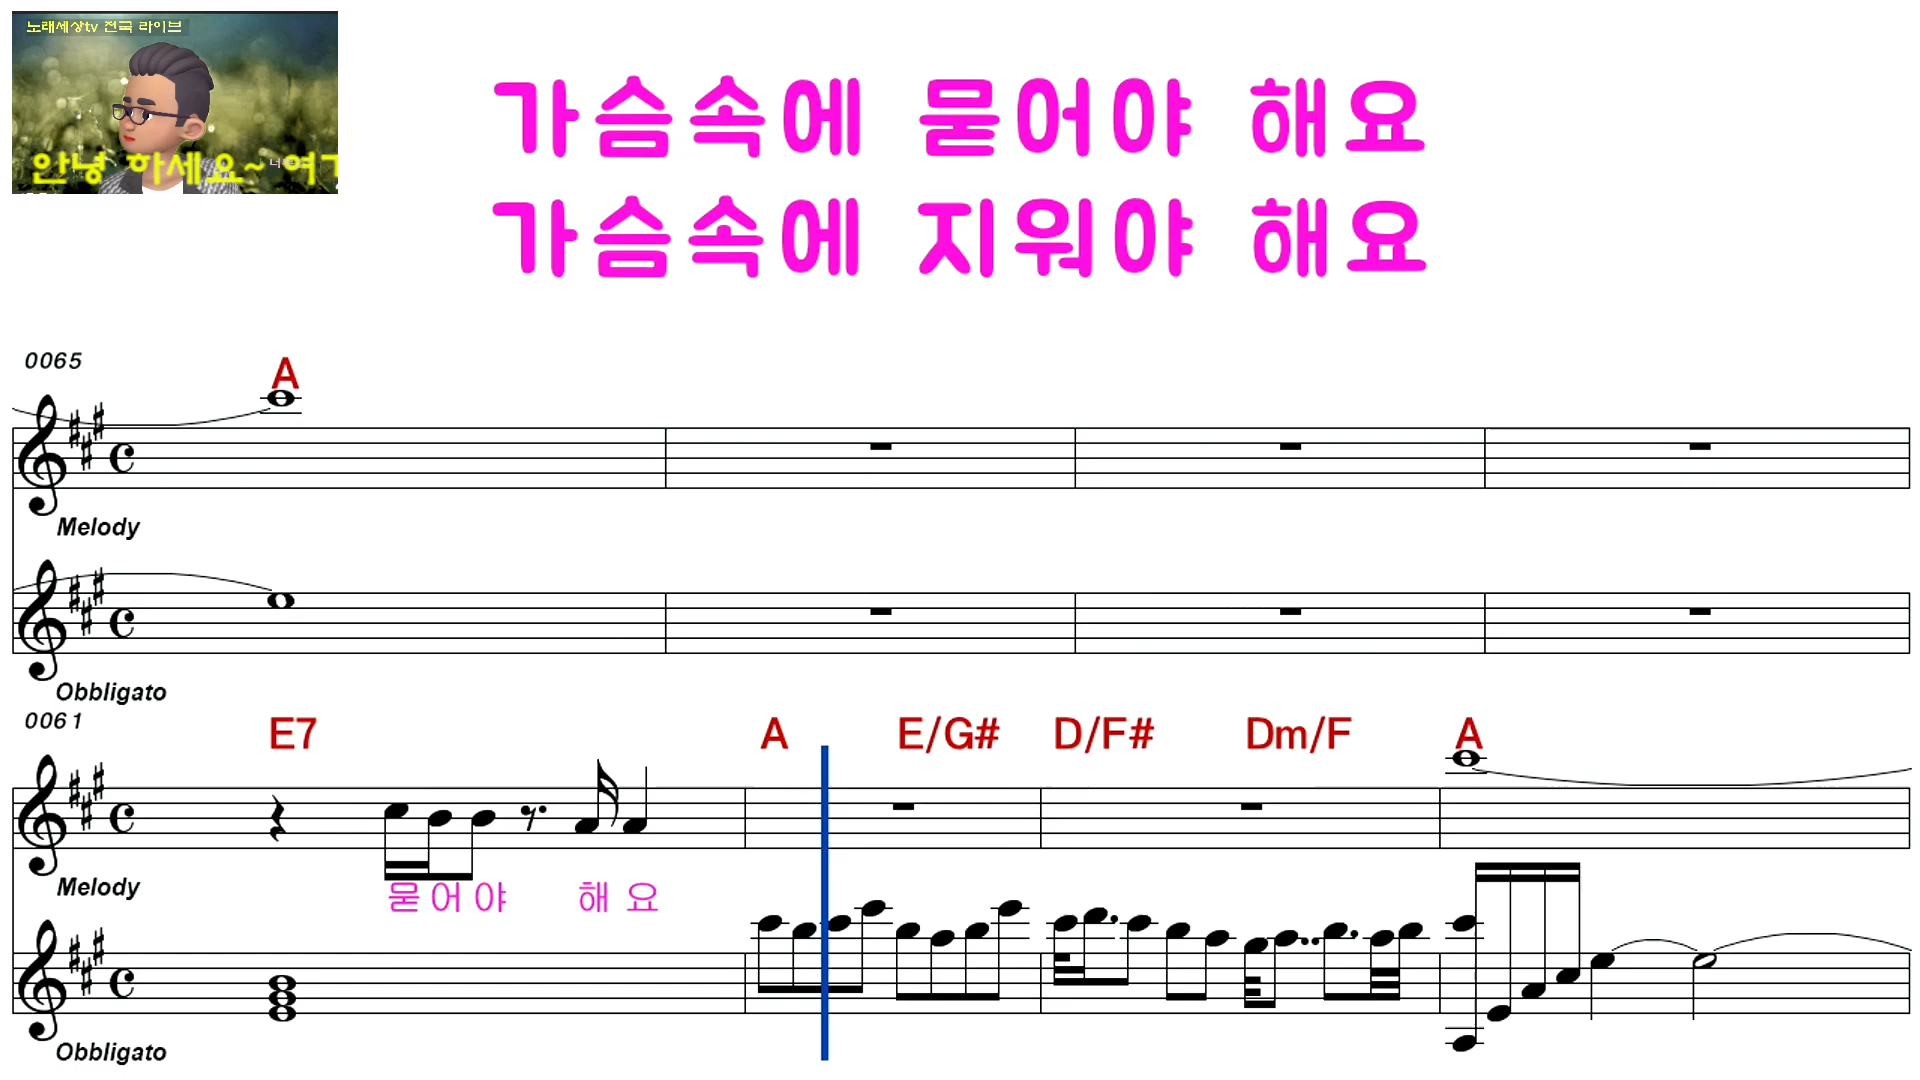 노래세상tv 전국 라이브
안녕 하세요~ 여기
가슴속에 묻어야 해요
가슴속에 지워야 해요
0065
A
Melody
Obbligato
0061
E7 A E/G# D/F# Dm/F A
Melody
묻어야 해요
Obbligato